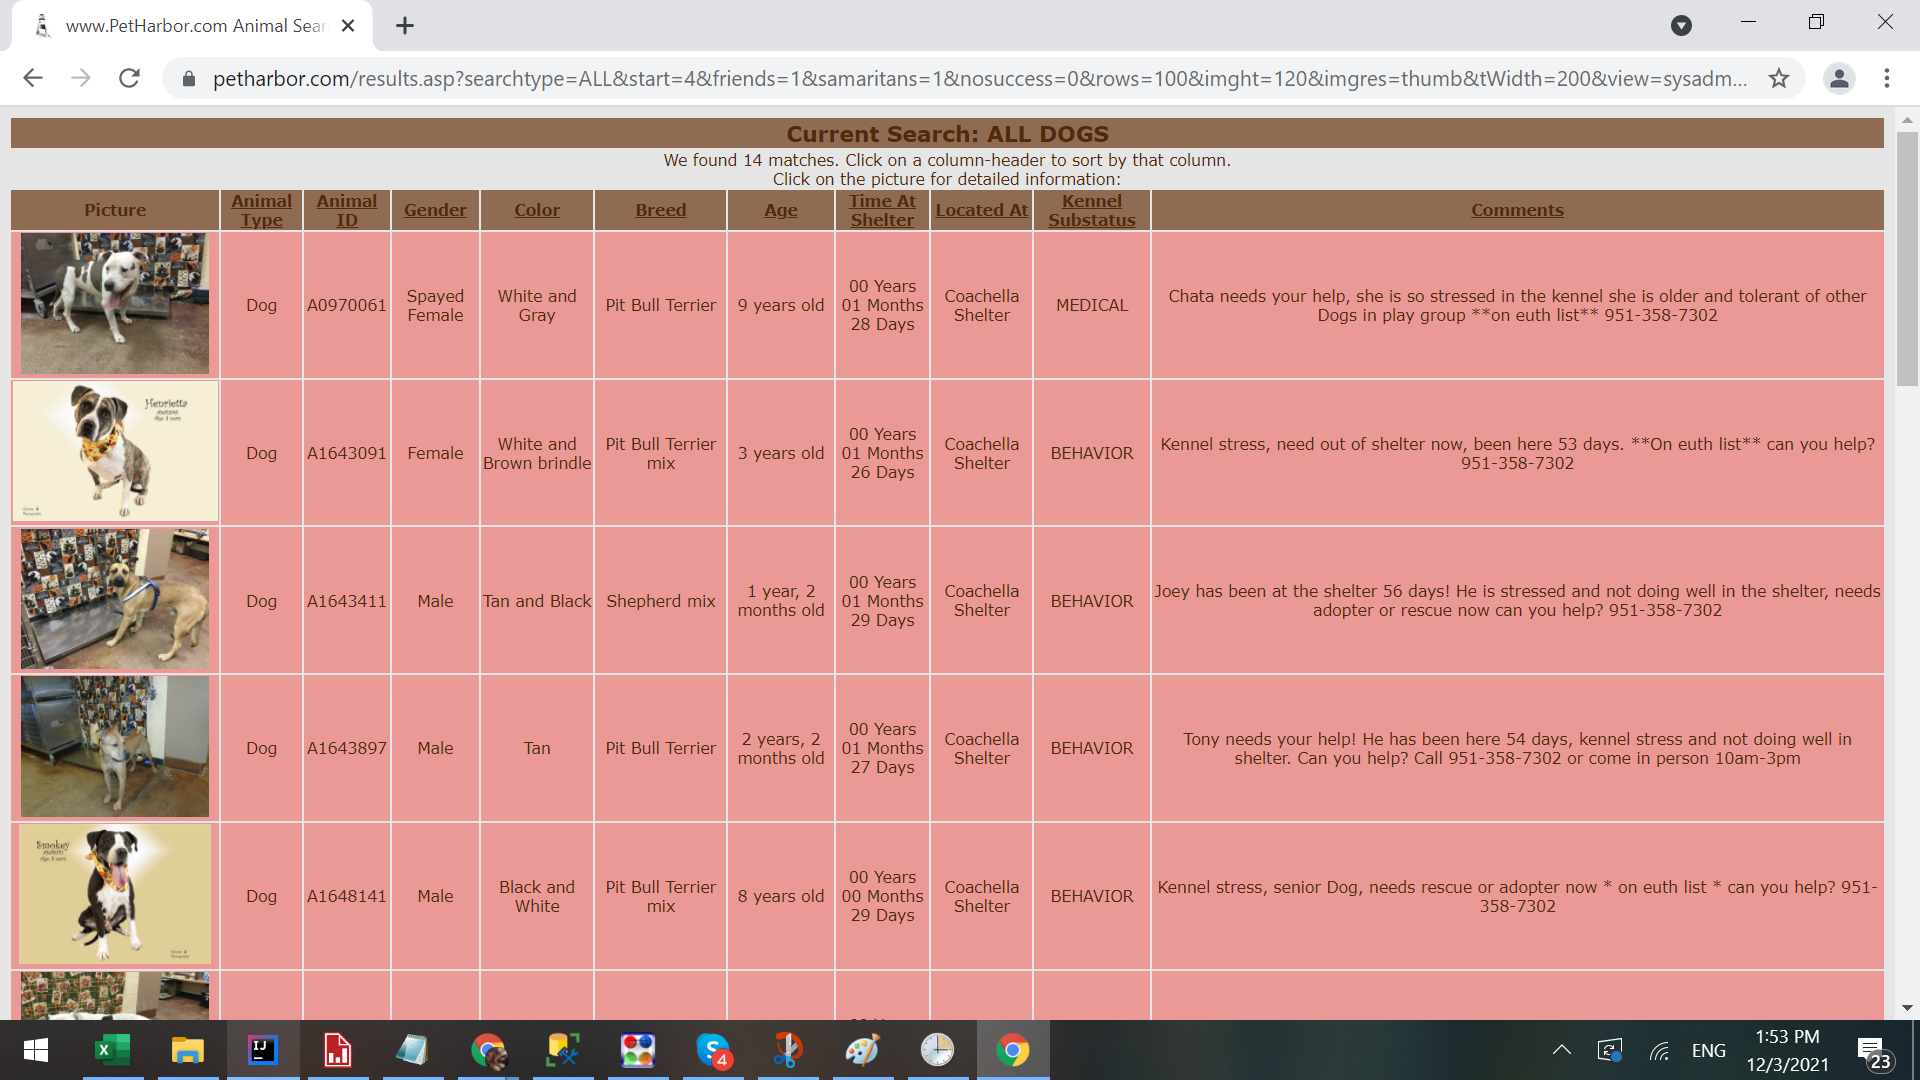 www.PetHarbor.com Animal Sear
petharbor.com/results.asp?searchtype=ALL&start=4&friends=1&samaritans=1&nosuccess=0&rows=100&imght=120&imgres=thumb&tWidth=200&view=sysadm...
Current Search: ALL DOGS
We found 14 matches. Click on a column-header to sort by that column.
Click on the picture for detailed information:
Picture
Animal
Type
Animal
ID
Gender
Color
Breed
Age
Time At
Shelter
Located At
Kennel
Substatus
Comments
Dog
A0970061
Spayed
Female
White and
Gray
Pit Bull Terrier
9 years old
00 Years
01 Months
28 Days
Coachella
Shelter
MEDICAL
Chata needs your help, she is so stressed in the kennel she is older and tolerant of other
Dogs in play group **on euth list** 951-358-7302
Henrietta
Dog
A1643091
Female
White and
Brown brindle
Pit Bull Terrier
mix
3 years old
00 Years
01 Months
26 Days
Coachella
Shelter
BEHAVIOR
Kennel stress, need out of shelter now, been here 53 days. **On euth list** can you help?
951-358-7302
Dog
A1643411
Male
Tan and Black
Shepherd mix
1 year, 2
months old
00 Years
01 Months
29 Days
Coachella
Shelter
BEHAVIOR
Joey has been at the shelter 56 days! He is stressed and not doing well in the shelter, needs
adopter or rescue now can you help? 951-358-7302
Dog
A1643897
Male
Tan
Pit Bull Terrier
2 years, 2
months old
00 Years
01 Months
27 Days
Coachella
Shelter
BEHAVIOR
Tony needs your help! He has been here 54 days, kennel stress and not doing well in
shelter. Can you help? Call 951-358-7302 or come in person 10am-3pm
Smokey
Dog
A1648141
Male
Black and
White
Pit Bull Terrier
mix
8 years old
00 Years
00 Months
29 Days
Coachella
Shelter
BEHAVIOR
Kennel stress, senior Dog, needs rescue or adopter now * on euth list * can you help? 951-
358-7302
4
ENG
1:53 PM
12/3/2021
23